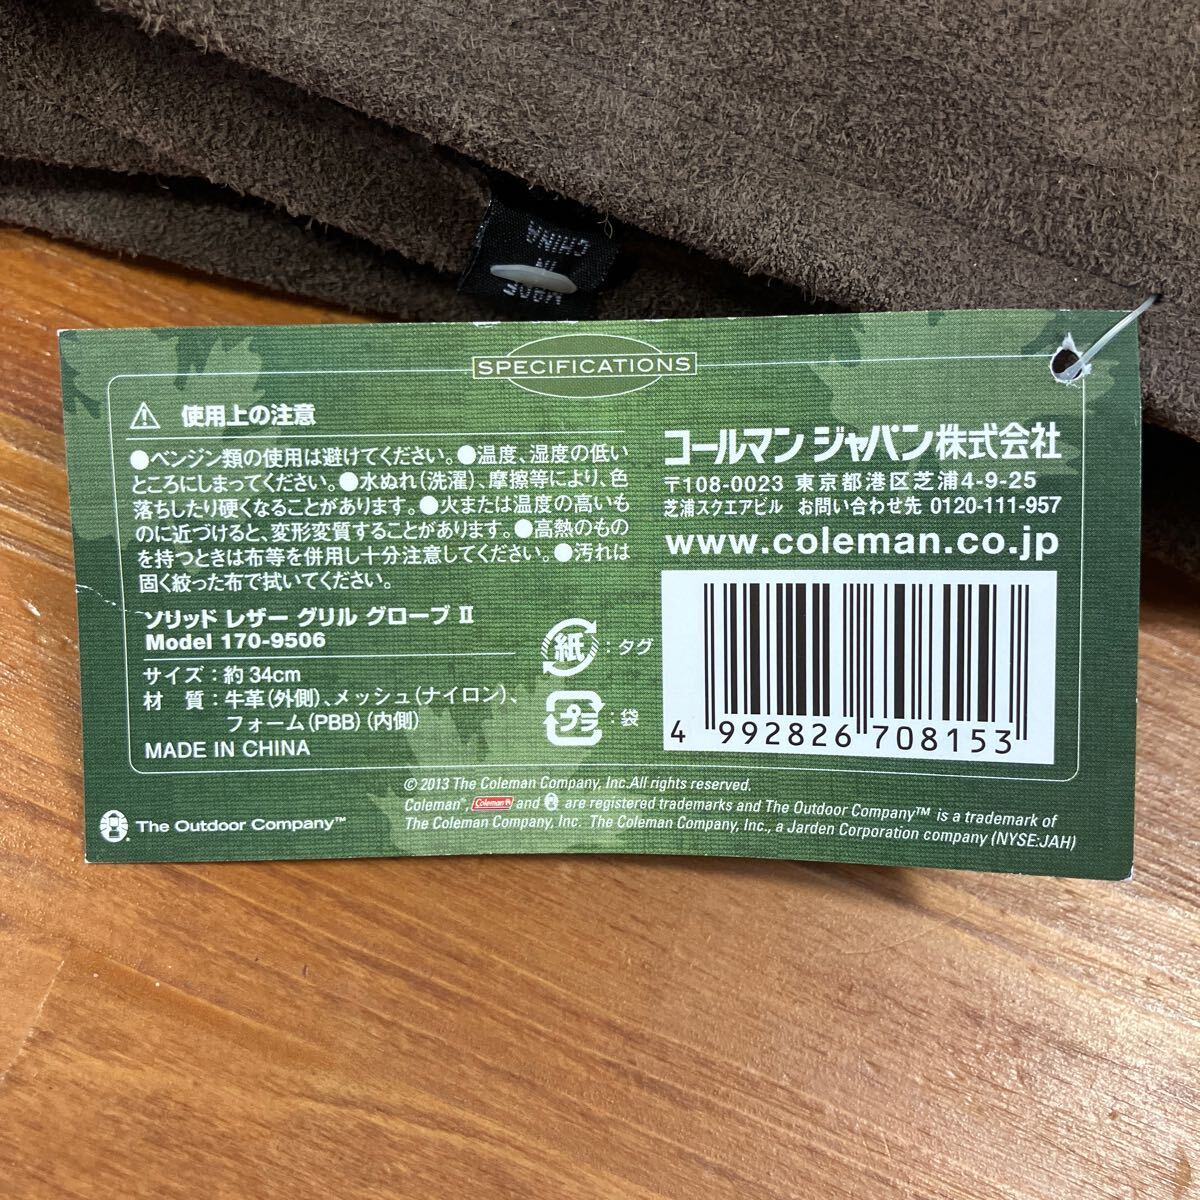 MADE
IN
CHINA
SPECIFICATIONS
⚠ 使用上の注意
●ベンジン類の使用は避けてください。●温度、湿度の低い
ところにしまってください。●水ぬれ(洗濯)、摩擦等により、色
落ちしたり硬くなることがあります。●火または温度の高いも
のに近づけると、変形変質することがあります。●高熱のもの
を持つときは布等を併用し十分注意してください。●汚れは
固く絞った布で拭いてください。
ソリッド レザー グリル グローブ Ⅱ
Model 170-9506
サイズ：約34cm
材　質：牛革(外側)、メッシュ(ナイロン)、
フォーム(PBB)(内側)
MADE IN CHINA
紙：タグ
プラ：袋
コールマン ジャパン株式会社
〒108-0023 東京都港区芝浦4-9-25
芝浦スクエアビル お問い合わせ先 0120-111-957
www.coleman.co.jp
4 992826 708153
The Outdoor Company™
© 2013 The Coleman Company, Inc.All rights reserved.
Coleman®, Coleman and are registered trademarks and The Outdoor Company™ is a trademark of
The Coleman Company, Inc. The Coleman Company, Inc., a Jarden Corporation company (NYSE:JAH)